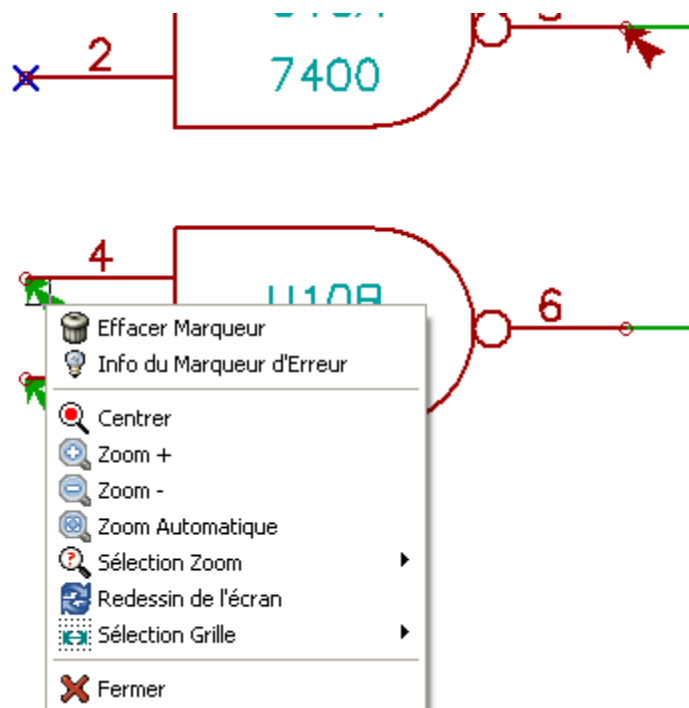 2
7400
4
6
Effacer Marqueur
Info du Marqueur d'Erreur
Centrer
Zoom +
Zoom -
Zoom Automatique
Sélection Zoom
Redessin de l'écran
Sélection Grille
Fermer